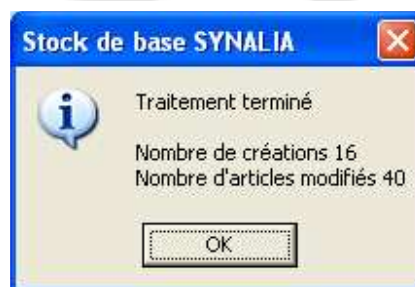 Stock de base SYNALIA
Traitement terminé
Nombre de créations 16
Nombre d'articles modifiés 40
OK